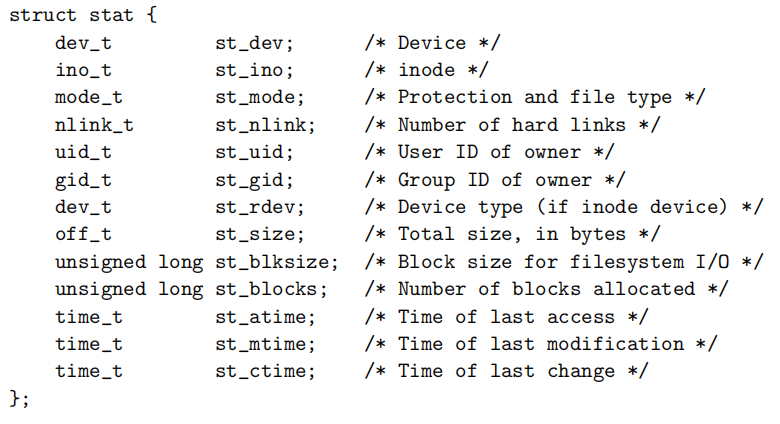 struct stat {
    dev_t         st_dev;      /* Device */
    ino_t         st_ino;      /* inode */
    mode_t        st_mode;     /* Protection and file type */
    nlink_t       st_nlink;    /* Number of hard links */
    uid_t         st_uid;      /* User ID of owner */
    gid_t         st_gid;      /* Group ID of owner */
    dev_t         st_rdev;     /* Device type (if inode device) */
    off_t         st_size;     /* Total size, in bytes */
    unsigned long st_blksize;  /* Block size for filesystem I/O */
    unsigned long st_blocks;   /* Number of blocks allocated */
    time_t        st_atime;    /* Time of last access */
    time_t        st_mtime;    /* Time of last modification */
    time_t        st_ctime;    /* Time of last change */
};